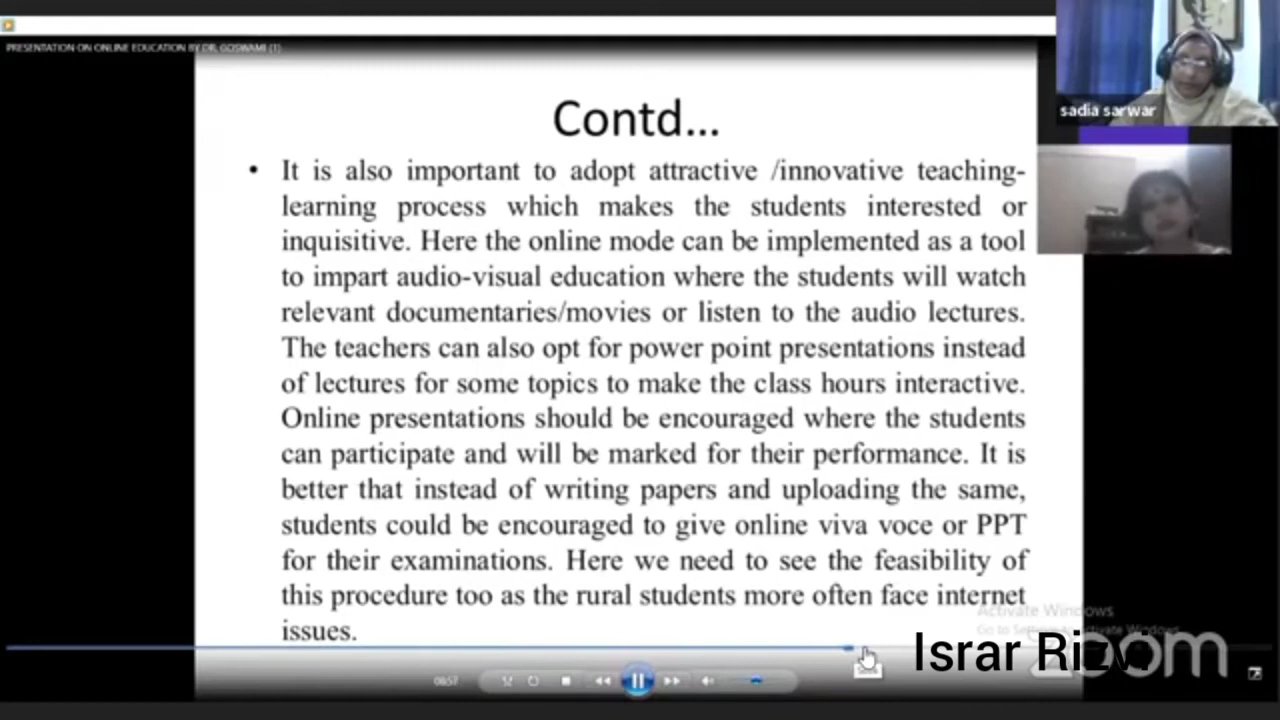 PRESENTATION ON ONLINE EDUCATION BY DR. GOSWAMI (1)
sadia sarwar
Contd...
• It is also important to adopt attractive /innovative teaching-
learning process which makes the students interested or
inquisitive. Here the online mode can be implemented as a tool
to impart audio-visual education where the students will watch
relevant documentaries/movies or listen to the audio lectures.
The teachers can also opt for power point presentations instead
of lectures for some topics to make the class hours interactive.
Online presentations should be encouraged where the students
can participate and will be marked for their performance. It is
better that instead of writing papers and uploading the same,
students could be encouraged to give online viva voce or PPT
for their examinations. Here we need to see the feasibility of
this procedure too as the rural students more often face internet
issues.
Activate Windows
Go to Settings to activate Windows.
Israr Rizvi
zoom
08:57